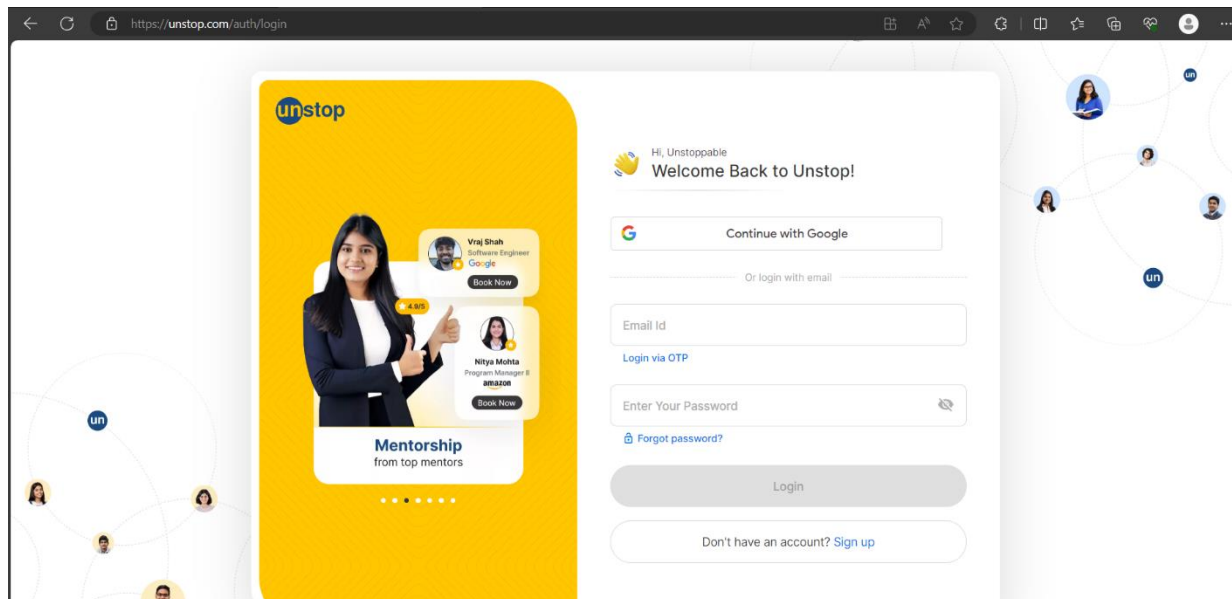 https://unstop.com/auth/login
unstop
Vraj Shah
Software Engineer
Google
Book Now
4.9/5
Nitya Mohta
Program Manager II
amazon
Book Now
Mentorship
from top mentors
Hi, Unstoppable
Welcome Back to Unstop!
Continue with Google
Or login with email
Email Id
Login via OTP
Enter Your Password
Forgot password?
Login
Don't have an account? Sign up
un
un
un